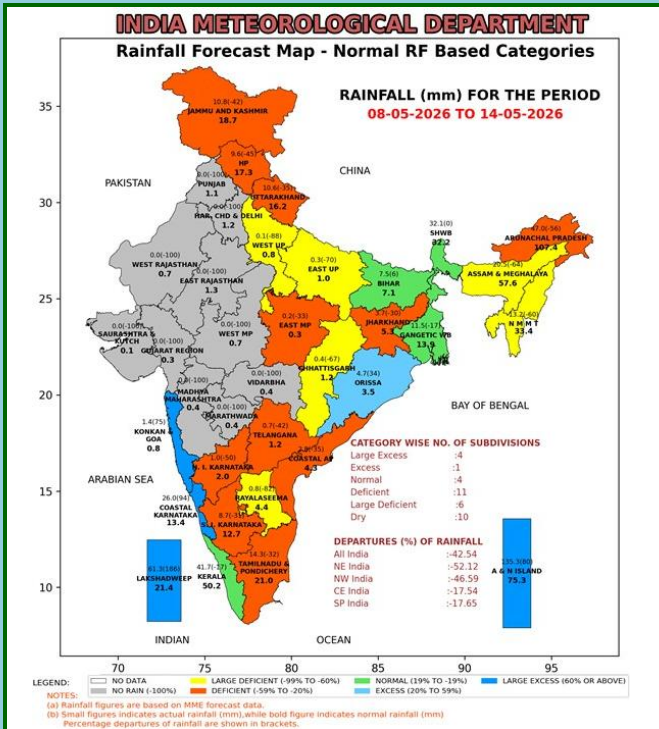 INDIA METEOROLOGICAL DEPARTMENT
Rainfall Forecast Map - Normal RF Based Categories
RAINFALL (mm) FOR THE PERIOD
08-05-2026 TO 14-05-2026
35
30
25
20
15
10
70
75
80
85
90
95
PAKISTAN
CHINA
ARABIAN SEA
BAY OF BENGAL
INDIAN
OCEAN
10.8(-42)
JAMMU AND KASHMIR
18.7
9.6(-45)
HP
17.3
0.0(-100)
PUNJAB
1.1
10.6(-35)
UTTARAKHAND
16.2
0.0(-100)
HAR. CHD & DELHI
1.2
0.1(-88)
WEST UP
0.8
0.0(-100)
WEST RAJASTHAN
0.7
0.0(-100)
EAST RAJASTHAN
1.3
0.3(-70)
EAST UP
1.0
7.5(6)
BIHAR
7.1
32.1(0)
SHWB
32.2
47.0(-56)
ARUNACHAL PRADESH
107.4
ASSAM & MEGHALAYA
57.6
13.2(-60)
N M M T
33.4
0.0(-100)
SAURASHTRA &
KUTCH
0.1
0.0(-100)
GUJARAT REGION
0.3
0.0(-100)
WEST MP
0.7
0.2(-33)
EAST MP
0.3
3.7(-30)
JHARKHAND
5.3
11.5(-17)
GANGETIC WB
13.9
0.4(-67)
CHHATTISGARH
1.2
4.7(34)
ORISSA
3.5
0.0(-100)
VIDARBHA
0.4
0.0(-100)
MADHYA
MAHARASHTRA
0.4
0.0(-100)
MARATHWADA
0.4
1.4(75)
KONKAN &
GOA
0.8
0.7(-42)
TELANGANA
1.2
2.8(-35)
COASTAL AP
4.3
1.0(-50)
N. I. KARNATAKA
2.0
0.8(-82)
RAYALASEEMA
4.4
26.0(94)
COASTAL
KARNATAKA
13.4
S. I. KARNATAKA
12.7
14.3(-32)
TAMILNADU &
PONDICHERY
21.0
41.7(-17)
KERALA
50.2
61.3(186)
LAKSHADWEEP
21.4
135.3(80)
A & N ISLAND
75.3
CATEGORY WISE NO. OF SUBDIVISIONS
Large Excess :4
Excess :1
Normal :4
Deficient :11
Large Deficient :6
Dry :10
DEPARTURES (%) OF RAINFALL
All India :-42.54
NE India :-52.12
NW India :-46.59
CE India :-17.54
SP India :-17.65
LEGEND:
NO DATA
NO RAIN (-100%)
LARGE DEFICIENT (-99% TO -60%)
DEFICIENT (-59% TO -20%)
NORMAL (19% TO -19%)
EXCESS (20% TO 59%)
LARGE EXCESS (60% OR ABOVE)
NOTES:
(a) Rainfall figures are based on MME forecast data.
(b) Small figures indicates actual rainfall (mm),while bold figure indicates normal rainfall (mm)
Percentage departures of rainfall are shown in brackets.